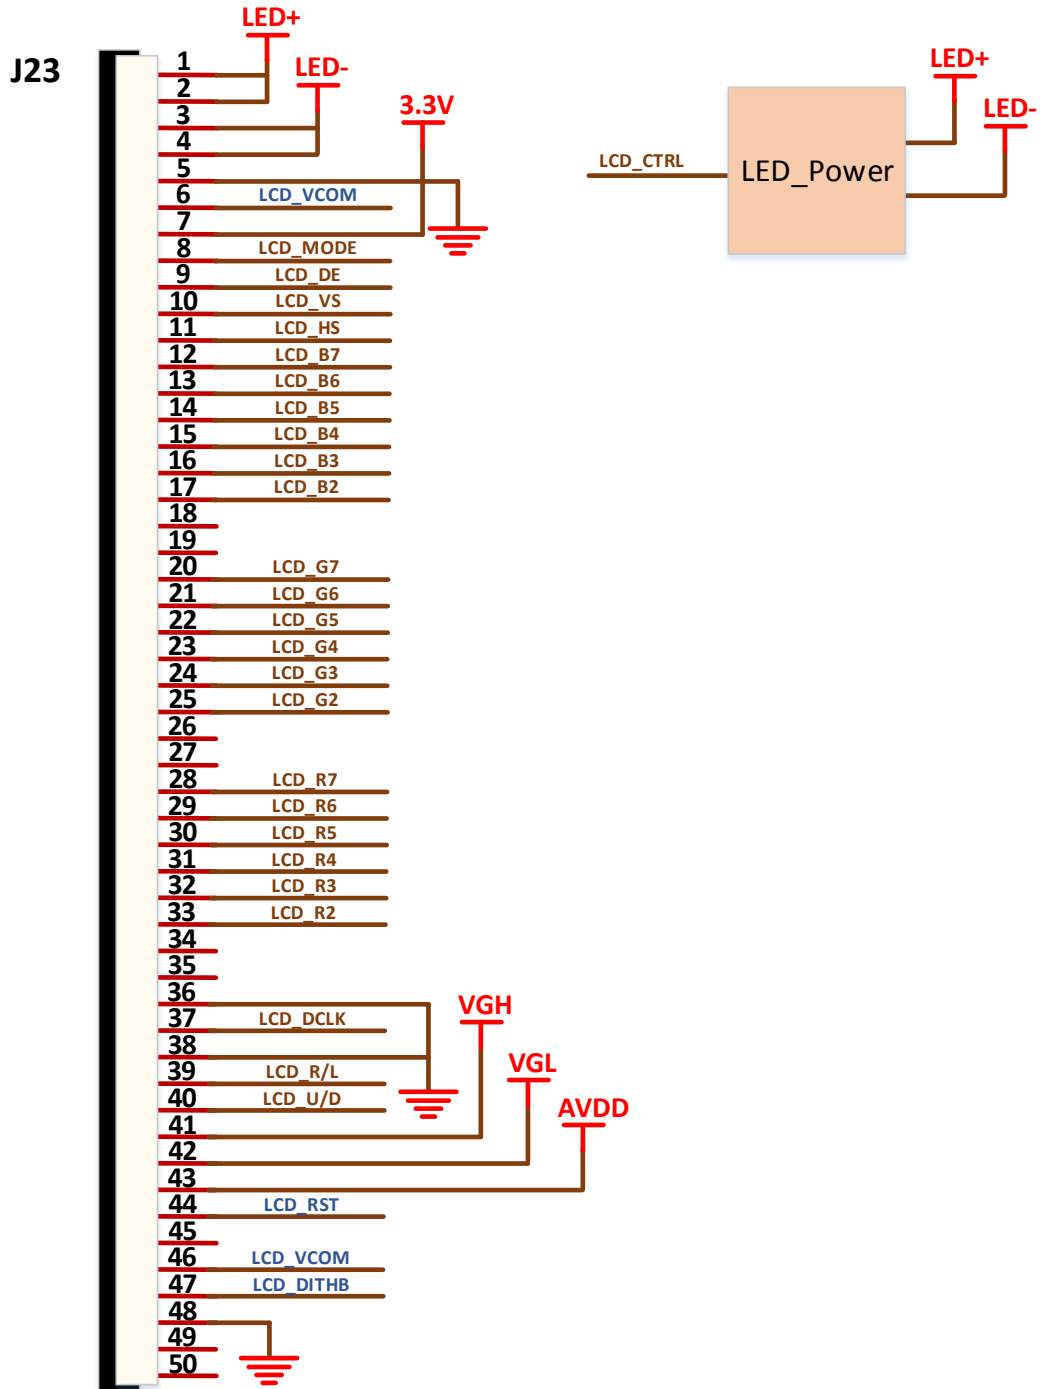 LED+
J23
1
LED-
2
3
3.3V
4
5
6 LCD_VCOM
7
8 LCD_MODE
9 LCD_DE
10 LCD_VS
11 LCD_HS
12 LCD_B7
13 LCD_B6
14 LCD_B5
15 LCD_B4
16 LCD_B3
17 LCD_B2
18
19
20 LCD_G7
21 LCD_G6
22 LCD_G5
23 LCD_G4
24 LCD_G3
25 LCD_G2
26
27
28 LCD_R7
29 LCD_R6
30 LCD_R5
31 LCD_R4
32 LCD_R3
33 LCD_R2
34
35
36
VGH
37 LCD_DCLK
38
VGL
39 LCD_R/L
40 LCD_U/D
AVDD
41
42
43
44 LCD_RST
45
46 LCD_VCOM
47 LCD_DITHB
48
49
50
LED+
LED-
LCD_CTRL
LED_Power